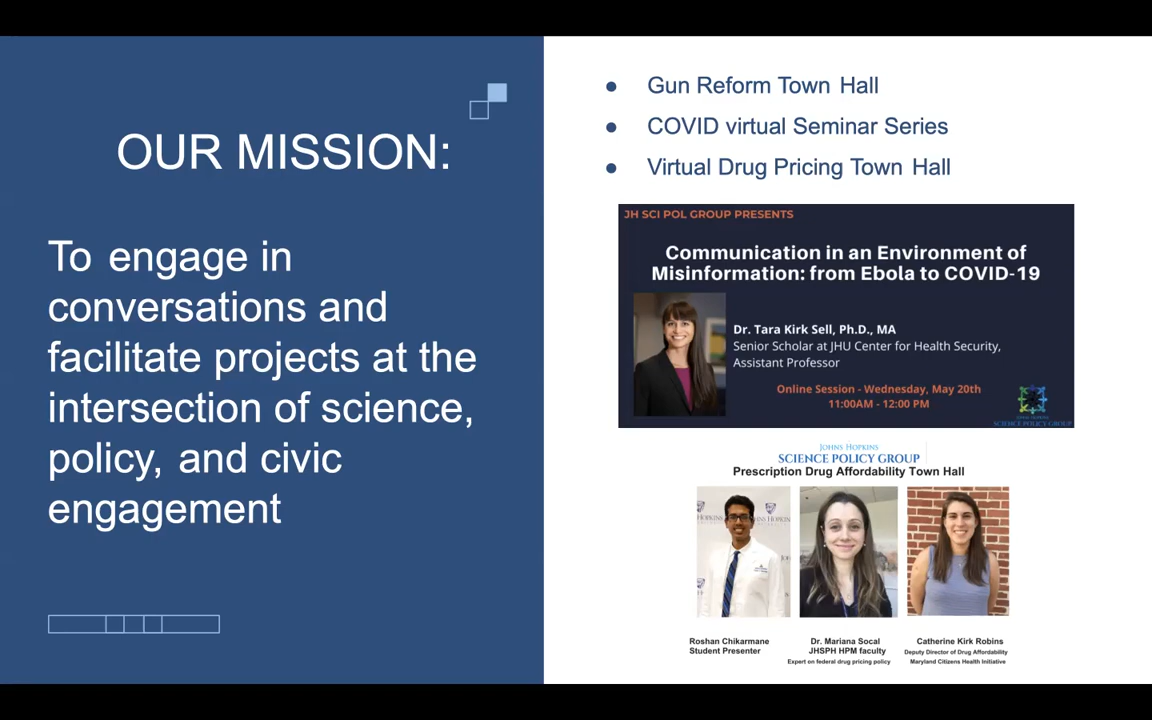 OUR MISSION:
To engage in
conversations and
facilitate projects at the
intersection of science,
policy, and civic
engagement
Gun Reform Town Hall
COVID virtual Seminar Series
Virtual Drug Pricing Town Hall
JH SCI POL GROUP PRESENTS
Communication in an Environment of
Misinformation: from Ebola to COVID-19
Dr. Tara Kirk Sell, Ph.D., MA
Senior Scholar at JHU Center for Health Security,
Assistant Professor
Online Session - Wednesday, May 20th
11:00AM - 12:00 PM
JOHNS HOPKINS
SCIENCE POLICY GROUP
JOHNS HOPKINS
SCIENCE POLICY GROUP
Prescription Drug Affordability Town Hall
Roshan Chikarmane
Student Presenter
Dr. Mariana Socal
JHSPH HPM faculty
Expert on federal drug pricing policy
Catherine Kirk Robins
Deputy Director of Drug Affordability
Maryland Citizens Health Initiative